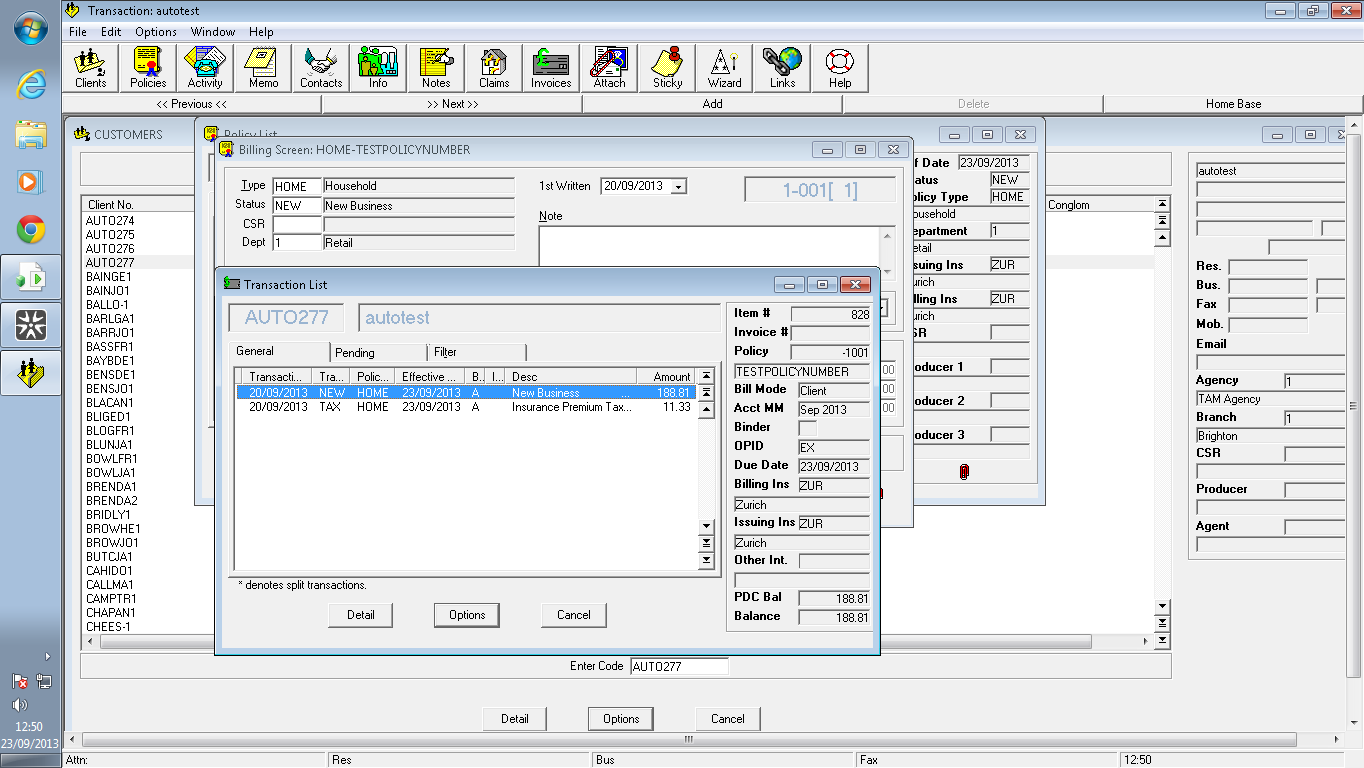 Transaction: autotest
File Edit Options Window Help
Clients Policies Activity Memo Contacts Info Notes Claims Invoices Attach Sticky Wizard Links Help
<< Previous << >> Next >> Add Delete Home Base
CUSTOMERS
Client No.
AUTO274
AUTO275
AUTO276
AUTO277
BAINGE1
BAINJO1
BALLO-1
BARLGA1
BARRJO1
BASSFR1
BAYBDE1
BENSDE1
BENSJO1
BLACAN1
BLIGED1
BLOGFR1
BLUNJA1
BOWLFR1
BOWLJA1
BRENDA1
BRENDA2
BRIDLY1
BROWHE1
BROWJO1
BUTCJA1
CAHIDO1
CALLMA1
CAMPTR1
CHAPAN1
CHEES-1
Policy List
Billing Screen: HOME-TESTPOLICYNUMBER
Type HOME Household
Status NEW New Business
CSR
Dept 1 Retail
1st Written 20/09/2013
1-001[ 1]
Note
Transaction List
AUTO277 autotest
General Pending Filter
Transacti... Tra... Polic... Effective ... B.. I... Desc Amount
20/09/2013 NEW HOME 23/09/2013 A New Business ... 188.81
20/09/2013 TAX HOME 23/09/2013 A Insurance Premium Tax... 11.33
* denotes split transactions.
Detail Options Cancel
Item # 828
Invoice #
Policy -1001
TESTPOLICYNUMBER
Bill Mode Client
Acct MM Sep 2013
Binder
OPID EX
Due Date 23/09/2013
Billing Ins ZUR
Zurich
Issuing Ins ZUR
Zurich
Other Int.
PDC Bal 188.81
Balance 188.81
00
00
00
f Date 23/09/2013
tatus NEW
olicy Type HOME
ousehold
epartment 1
etail
suing Ins ZUR
urich
lling Ins ZUR
urich
SR
roducer 1
roducer 2
roducer 3
Conglom
autotest
Res.
Bus.
Fax
Mob.
Email
Agency 1
TAM Agency
Branch 1
Brighton
CSR
Producer
Agent
Enter Code AUTO277
Detail Options Cancel
Attn: Res Bus Fax 12:50
12:50
23/09/2013